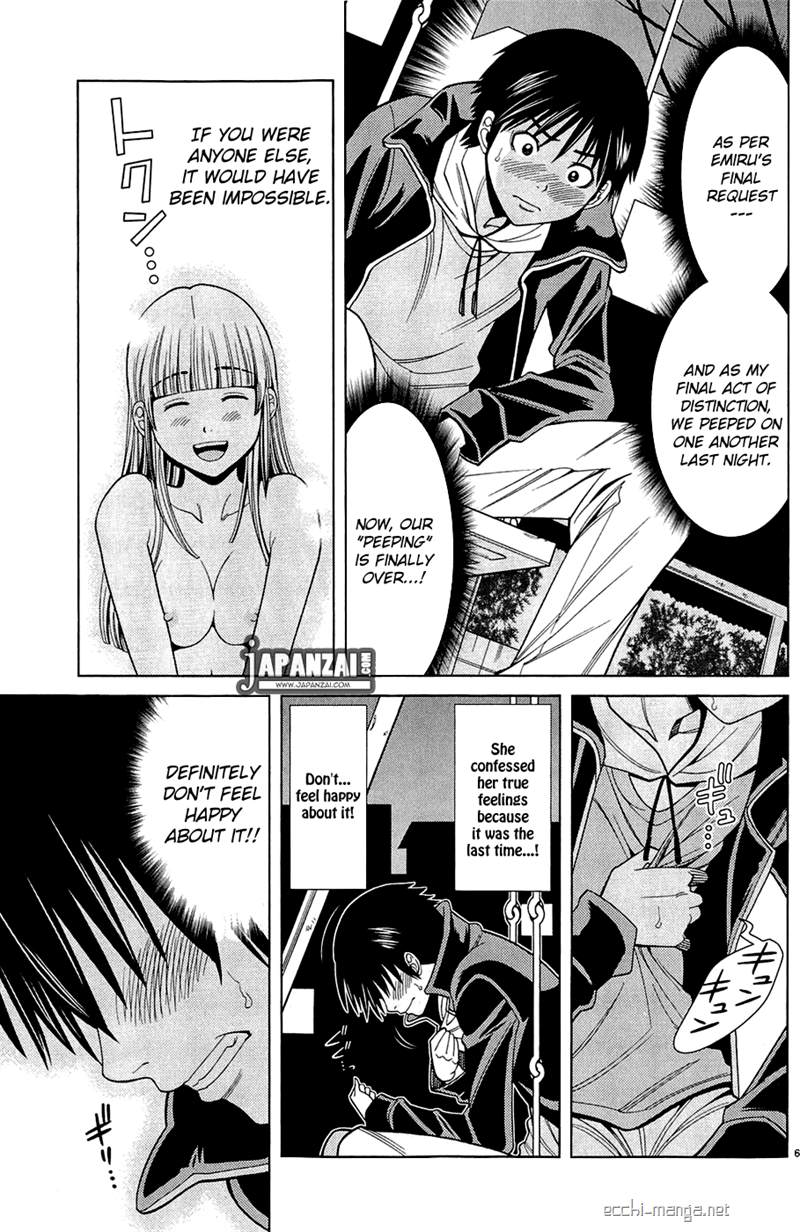 AS PER
EMIRU'S
FINAL
REQUEST
---
AND AS MY
FINAL ACT OF
DISTINCTION,
WE PEEPED ON
ONE ANOTHER
LAST NIGHT.
NOW, OUR
"PEEPING"
IS FINALLY
OVER...!
IF YOU WERE
ANYONE ELSE,
IT WOULD HAVE
BEEN IMPOSSIBLE.
トクン…
JAPANZAI.COM
WWW.JAPANZAI.COM
ギュ…
キュンキュン
She
confessed
her true
feelings
because
it was the
last time...!
Don't...
feel happy
about it!
DEFINITELY
DON'T FEEL
HAPPY
ABOUT IT!!
ギ…
6
ecchi-manga.net